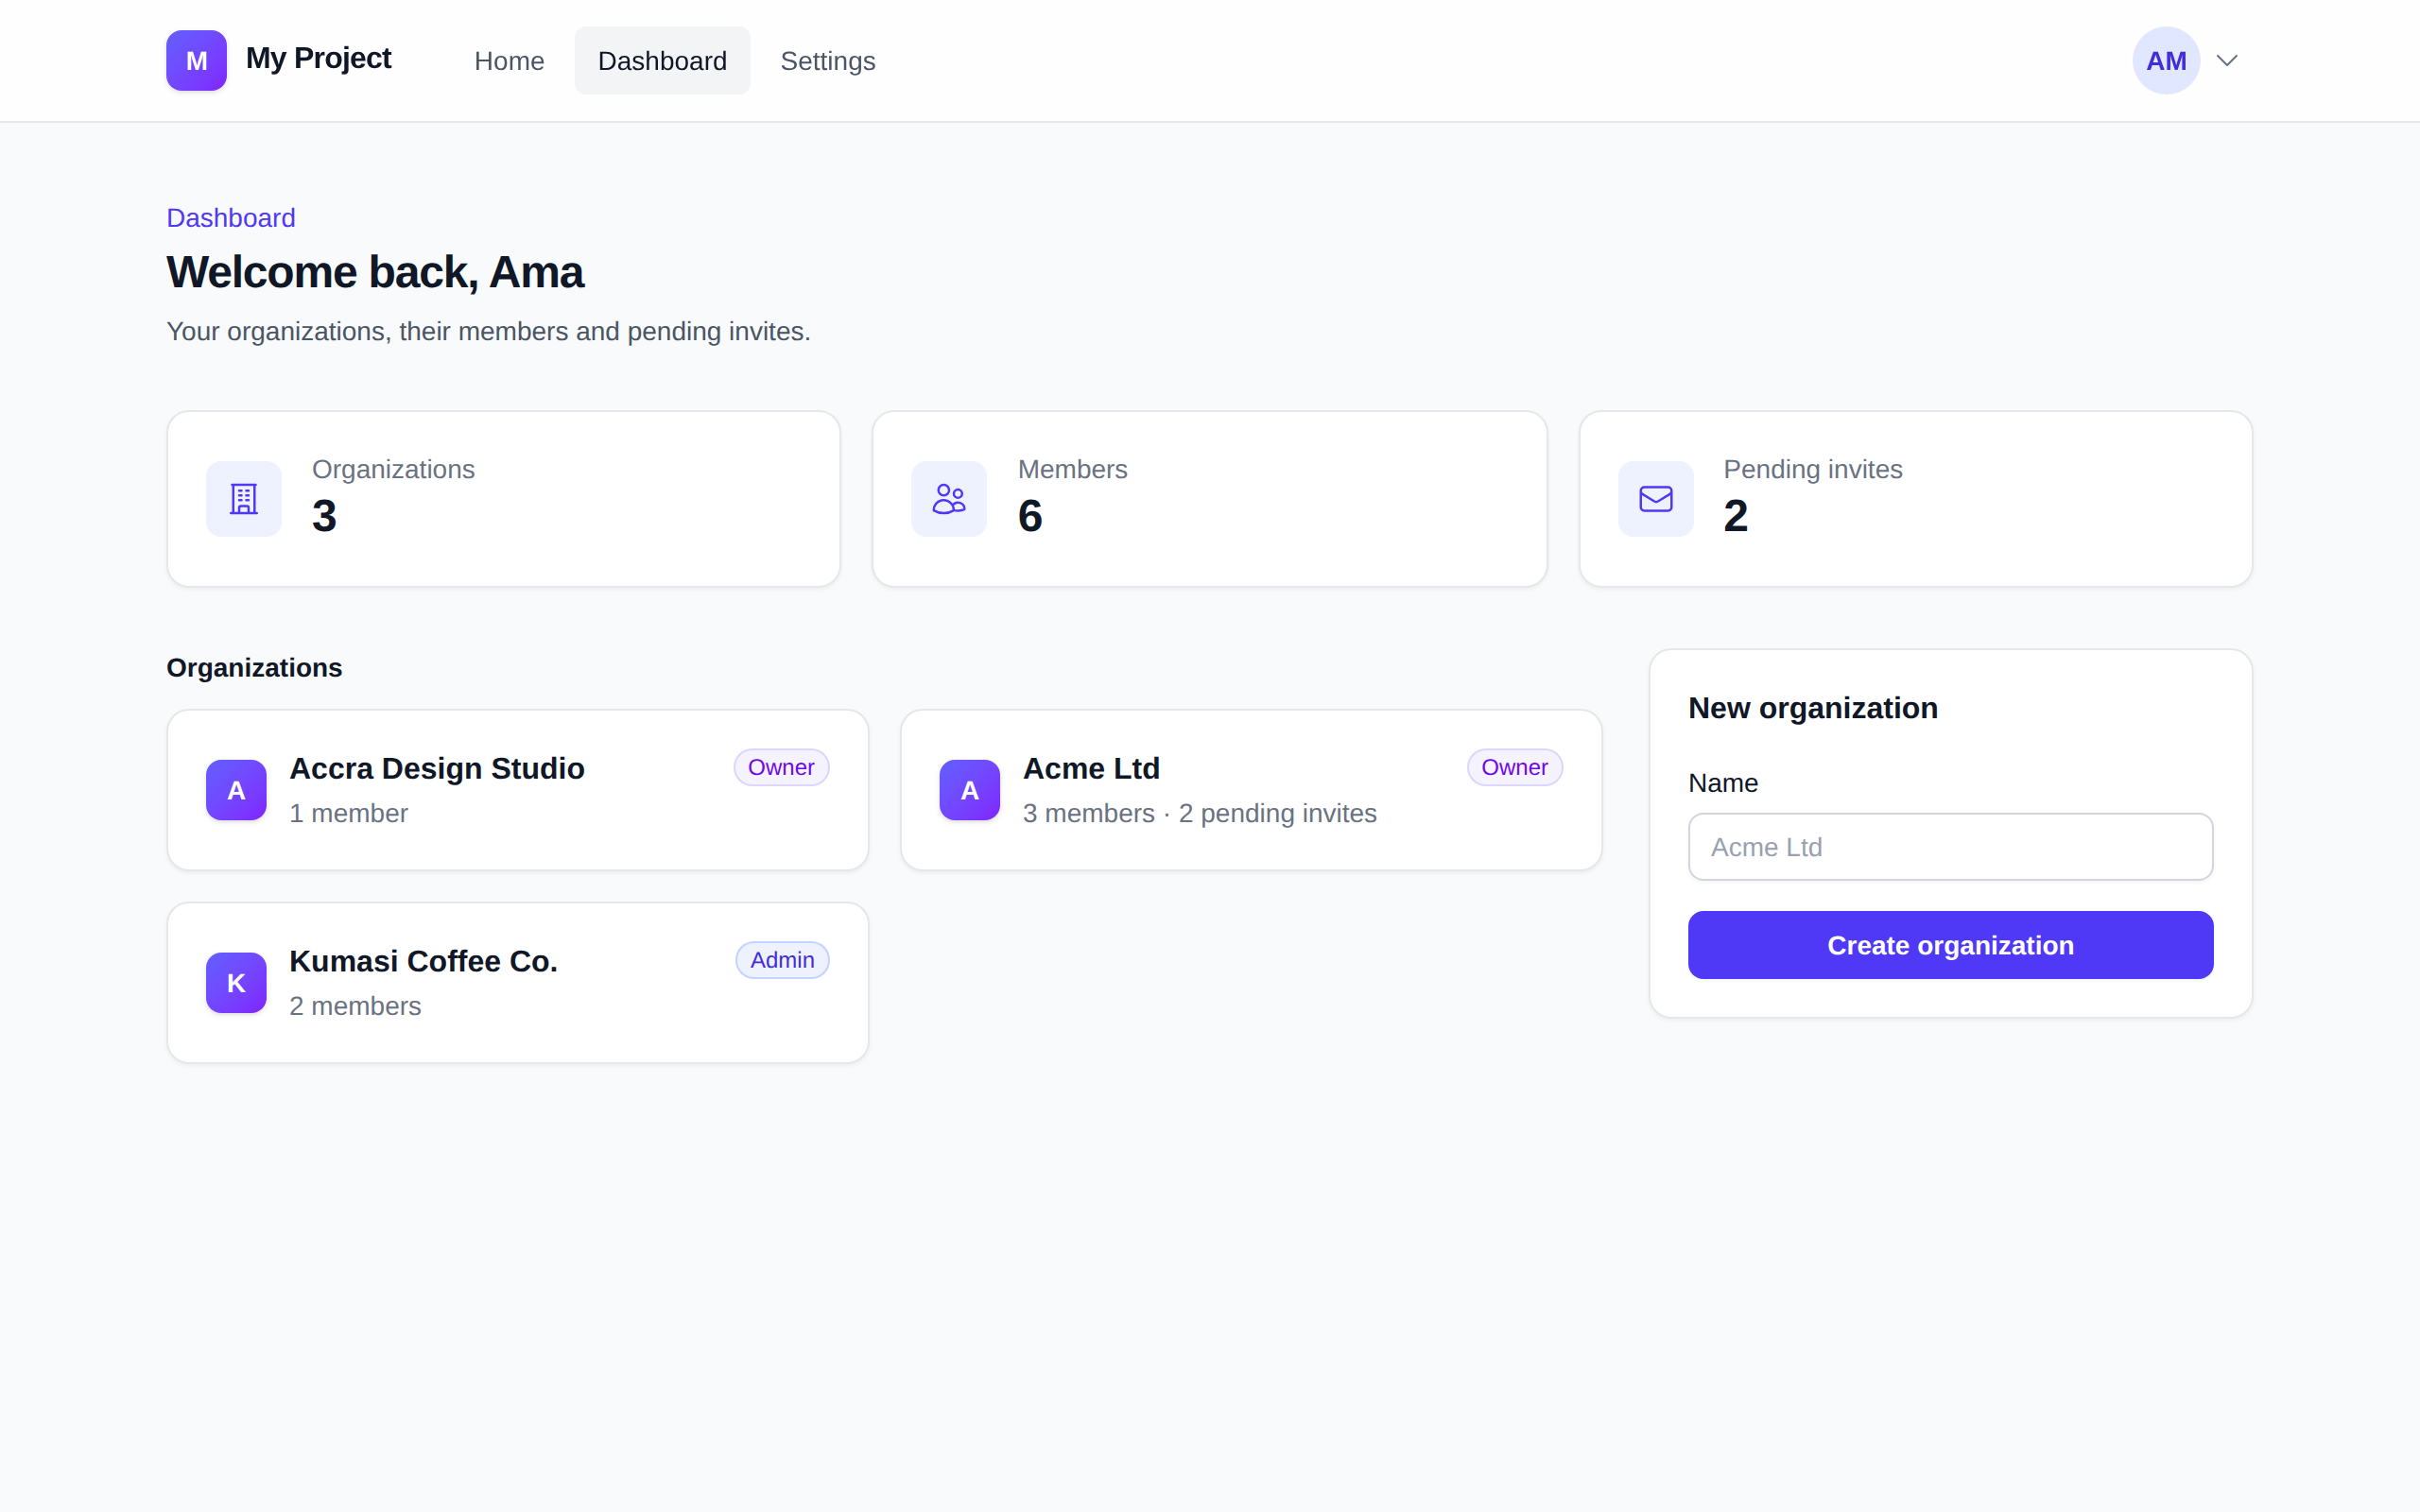 M My Project Home Dashboard Settings AM
Dashboard
Welcome back, Ama
Your organizations, their members and pending invites.
Organizations
3
Members
6
Pending invites
2
Organizations
A
Accra Design Studio
Owner
1 member
A
Acme Ltd
Owner
3 members · 2 pending invites
K
Kumasi Coffee Co.
Admin
2 members
New organization
Name
Acme Ltd
Create organization